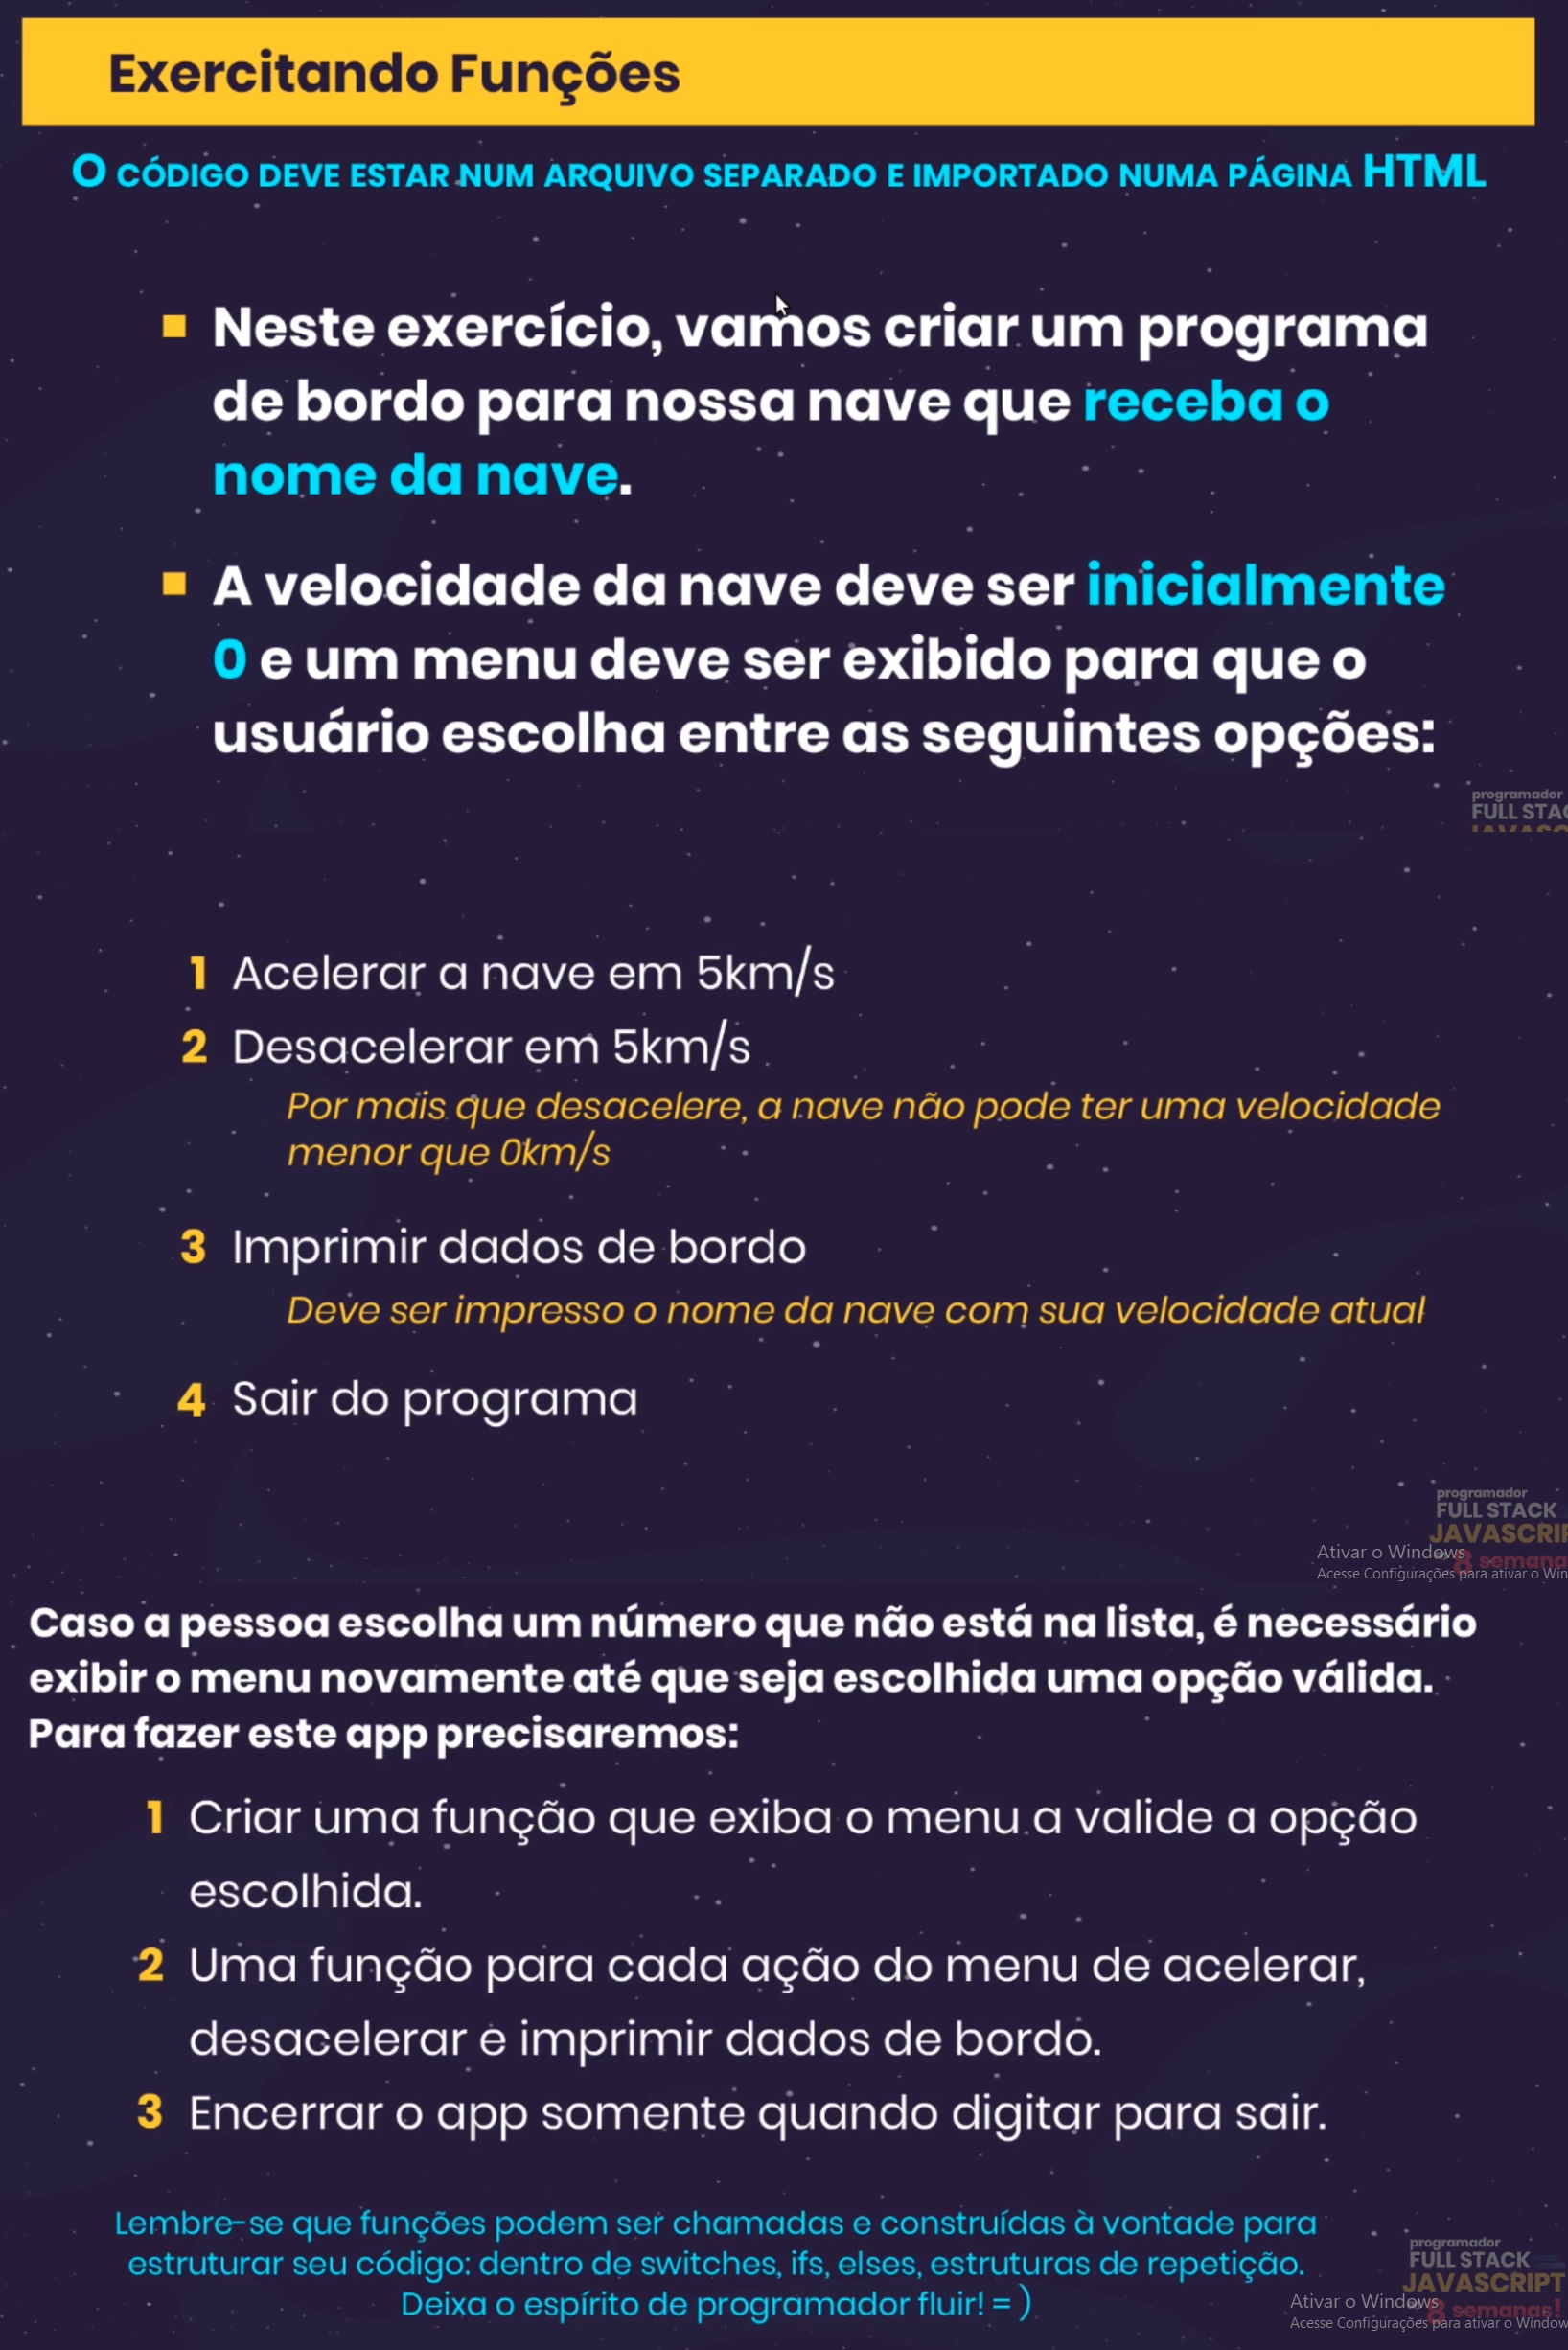 Exercitando Funções
O CÓDIGO DEVE ESTAR NUM ARQUIVO SEPARADO E IMPORTADO NUMA PÁGINA HTML
Neste exercício, vamos criar um programa
de bordo para nossa nave que receba o
nome da nave.
A velocidade da nave deve ser inicialmente
0 e um menu deve ser exibido para que o
usuário escolha entre as seguintes opções:
programador
FULL STAC
1 Acelerar a nave em 5km/s
2 Desacelerar em 5km/s
Por mais que desacelere, a nave não pode ter uma velocidade
menor que 0km/s
3 Imprimir dados de bordo
Deve ser impresso o nome da nave com sua velocidade atual
4 Sair do programa
programador
FULL STACK
JAVASCRIP
8 semana
Ativar o Windows
Acesse Configurações para ativar o Win
Caso a pessoa escolha um número que não está na lista, é necessário
exibir o menu novamente até que seja escolhida uma opção válida.
Para fazer este app precisaremos:
1 Criar uma função que exiba o menu a valide a opção
escolhida.
2 Uma função para cada ação do menu de acelerar,
desacelerar e imprimir dados de bordo.
3 Encerrar o app somente quando digitar para sair.
Lembre-se que funções podem ser chamadas e construídas à vontade para
estruturar seu código: dentro de switches, ifs, elses, estruturas de repetição.
Deixa o espírito de programador fluir! = )
programador
FULL STACK
JAVASCRIPT
8 semanas!
Ativar o Windows
Acesse Configurações para ativar o Window